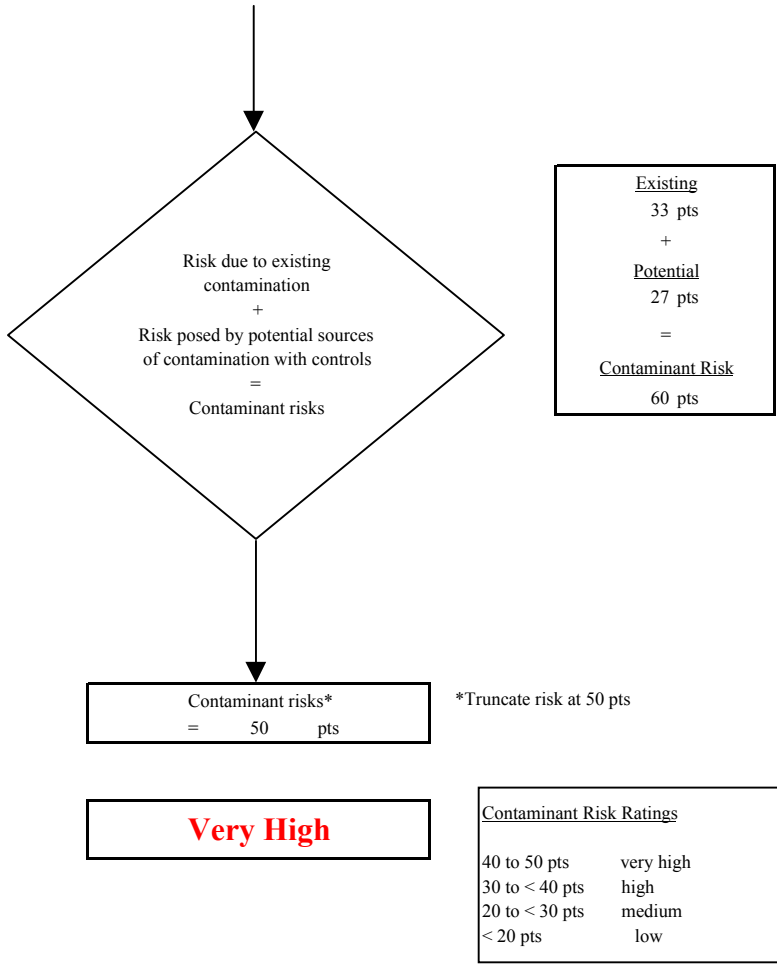 Risk due to existing
contamination
+
Risk posed by potential sources
of contamination with controls
=
Contaminant risks
Existing
33 pts
+
Potential
27 pts
=
Contaminant Risk
60 pts
Contaminant risks*
= 50 pts
*Truncate risk at 50 pts
Very High
Contaminant Risk Ratings
40 to 50 pts very high
30 to < 40 pts high
20 to < 30 pts medium
< 20 pts low